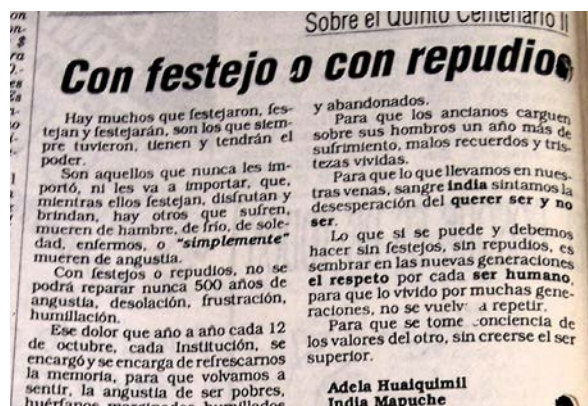 Sobre el Quinto Centenario II
Con festejo o con repudios
Hay muchos que festejaron, fes-
tejan y festejarán, son los que siem-
pre tuvieron, tienen y tendrán el
poder.
Son aquellos que nunca les im-
portó, ni les va a importar, que,
mientras ellos festejan, disfrutan y
brindan, hay otros que sufren,
mueren de hambre, de frío, de sole-
dad, enfermos, o "simplemente"
mueren de angustia.
Con festejos o repudios, no se
podrá reparar nunca 500 años de
angustia, desolación, frustración,
humillación.
Ese dolor que año a año cada 12
de octubre, cada Institución, se
encargó y se encarga de refrescarnos
la memoria, para que volvamos a
sentir, la angustia de ser pobres,
huérfanos marginados humillados
y abandonados.
Para que los ancianos carguen
sobre sus hombros un año más de
sufrimiento, malos recuerdos y tris-
tezas vividas.
Para que lo que llevamos en nues-
tras venas, sangre india sintamos la
desesperación del querer ser y no
ser.
Lo que si se puede y debemos
hacer sin festejos, sin repudios, es
sembrar en las nuevas generaciones
el respeto por cada ser humano,
para que lo vivido por muchas gene-
raciones, no se vuelva a repetir.
Para que se tome conciencia de
los valores del otro, sin creerse el ser
superior.
Adela Huaiquimil
India Mapuche